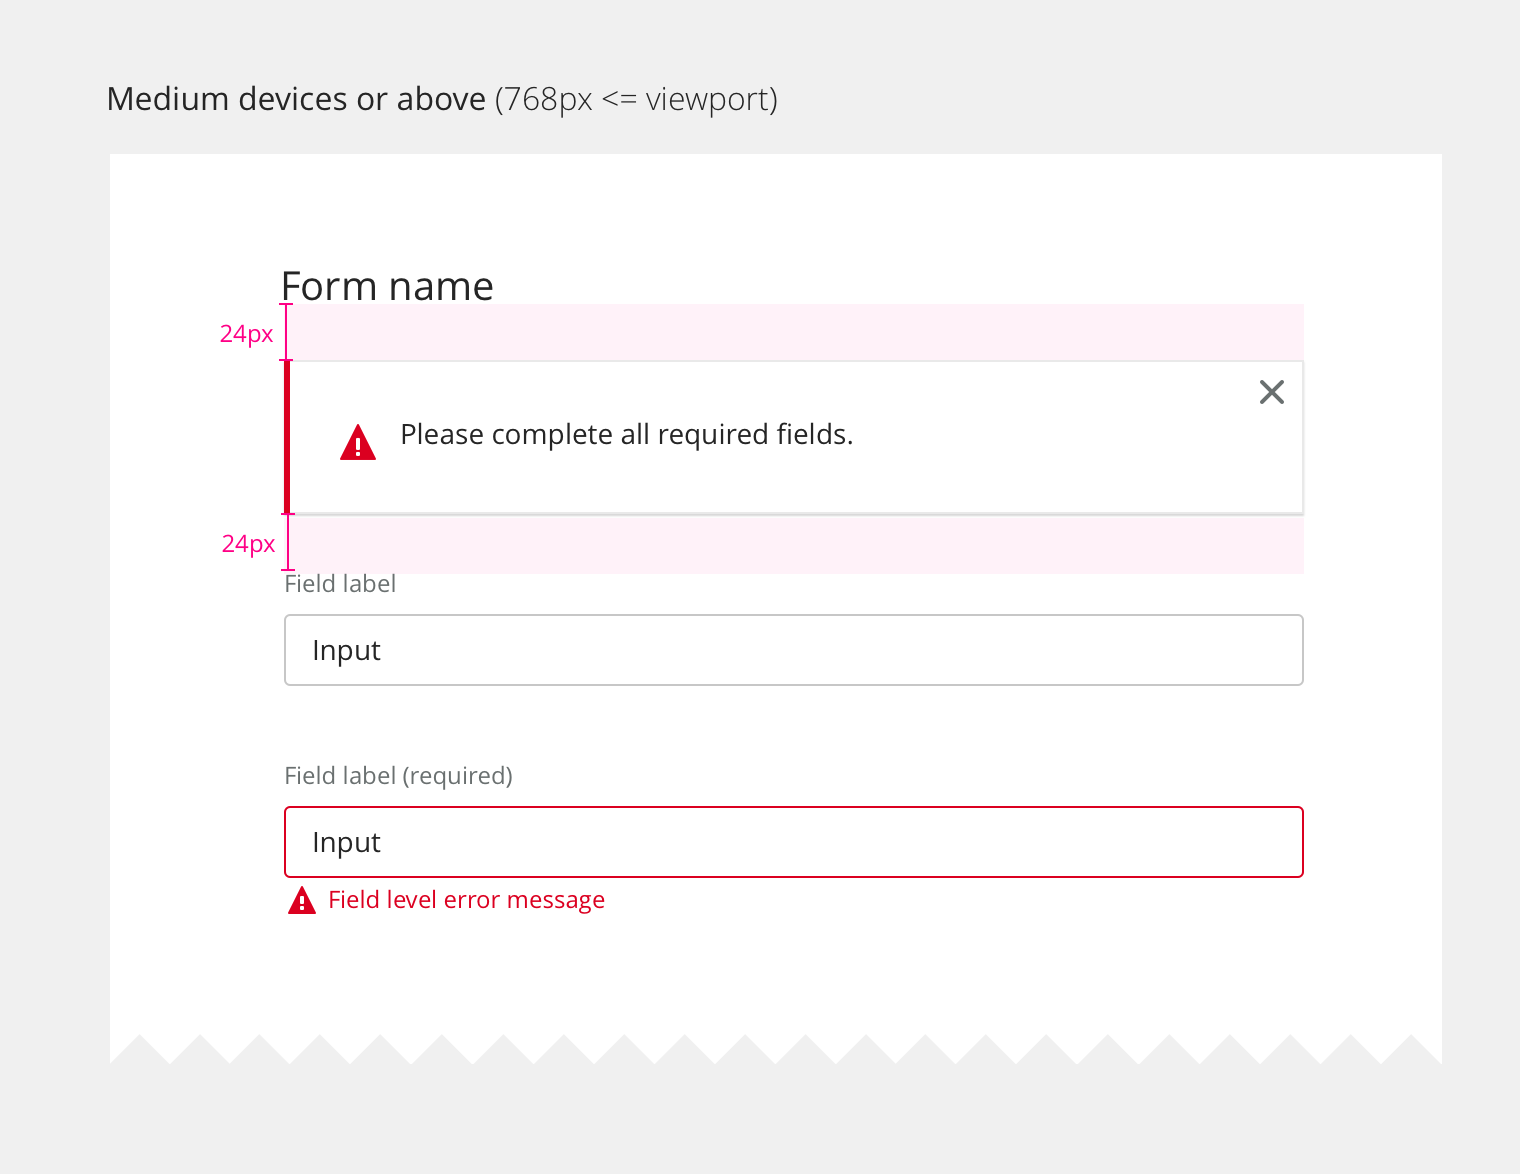 Medium devices or above (768px <= viewport)
Form name
24px
Please complete all required fields.
24px
Field label
Input
Field label (required)
Input
Field level error message